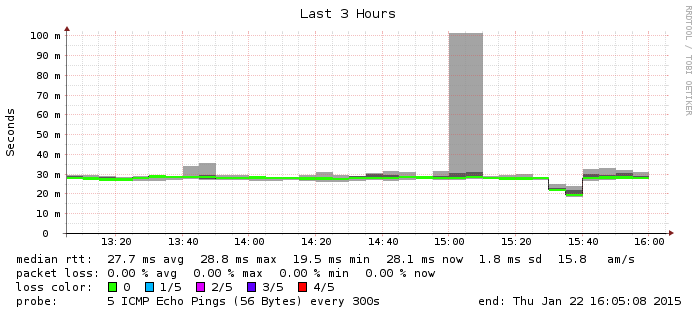 Last 3 Hours
RRDTOOL / TOBI OETIKER
Seconds
100 m
90 m
80 m
70 m
60 m
50 m
40 m
30 m
20 m
10 m
0
13:20 13:40 14:00 14:20 14:40 15:00 15:20 15:40 16:00
median rtt: 27.7 ms avg 28.8 ms max 19.5 ms min 28.1 ms now 1.8 ms sd 15.8 am/s
packet loss: 0.00 % avg 0.00 % max 0.00 % min 0.00 % now
loss color: 0 1/5 2/5 3/5 4/5
probe: 5 ICMP Echo Pings (56 Bytes) every 300s end: Thu Jan 22 16:05:08 2015